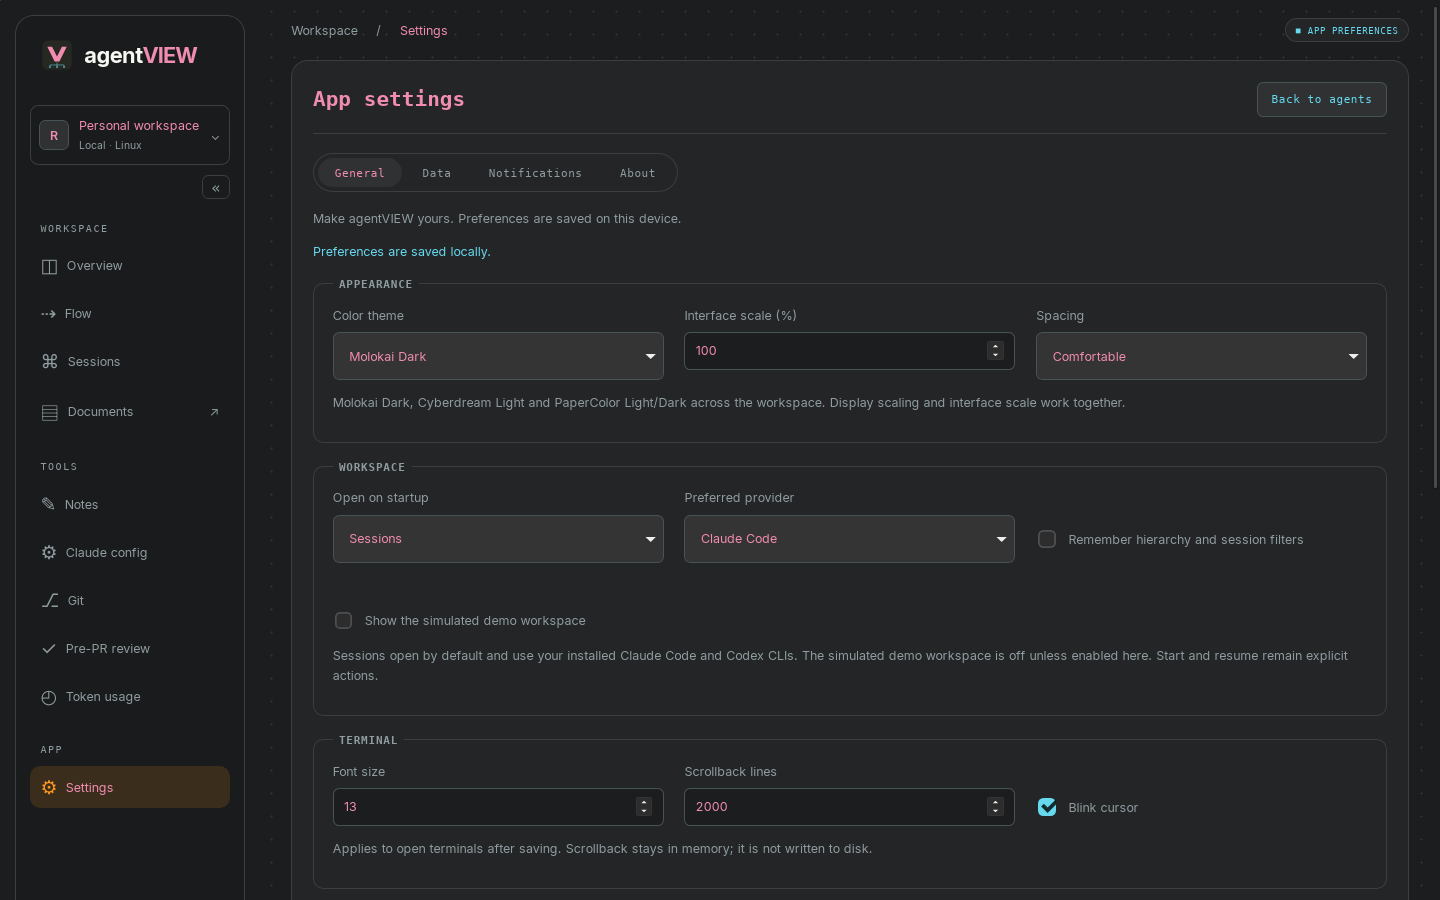 agentVIEW
R
Personal workspace
Local · Linux
«
WORKSPACE
Overview
Flow
Sessions
Documents
TOOLS
Notes
Claude config
Git
Pre-PR review
Token usage
APP
Settings
Workspace / Settings
APP PREFERENCES
App settings
Back to agents
General Data Notifications About
Make agentVIEW yours. Preferences are saved on this device.
Preferences are saved locally.
APPEARANCE
Color theme Interface scale (%) Spacing
Molokai Dark 100 Comfortable
Molokai Dark, Cyberdream Light and PaperColor Light/Dark across the workspace. Display scaling and interface scale work together.
WORKSPACE
Open on startup Preferred provider
Sessions Claude Code Remember hierarchy and session filters
Show the simulated demo workspace
Sessions open by default and use your installed Claude Code and Codex CLIs. The simulated demo workspace is off unless enabled here. Start and resume remain explicit
actions.
TERMINAL
Font size Scrollback lines
13 2000 Blink cursor
Applies to open terminals after saving. Scrollback stays in memory; it is not written to disk.